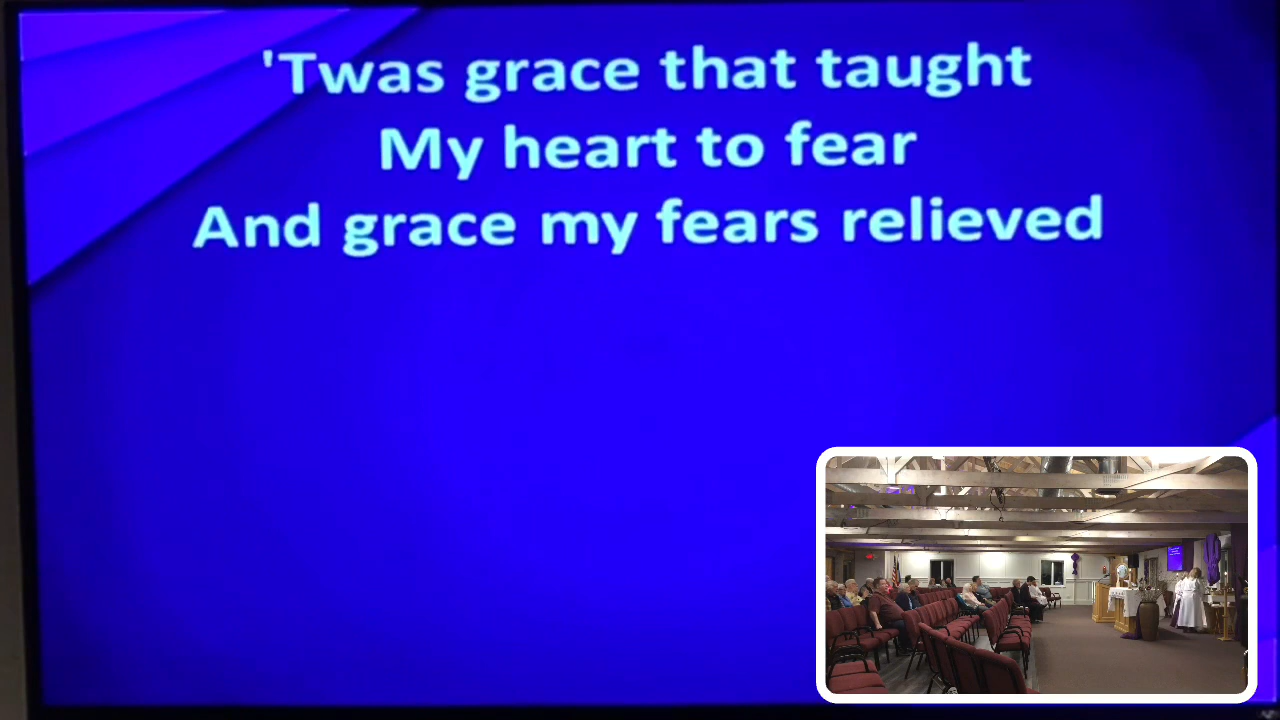 'Twas grace that taught
My heart to fear
And grace my fears relieved